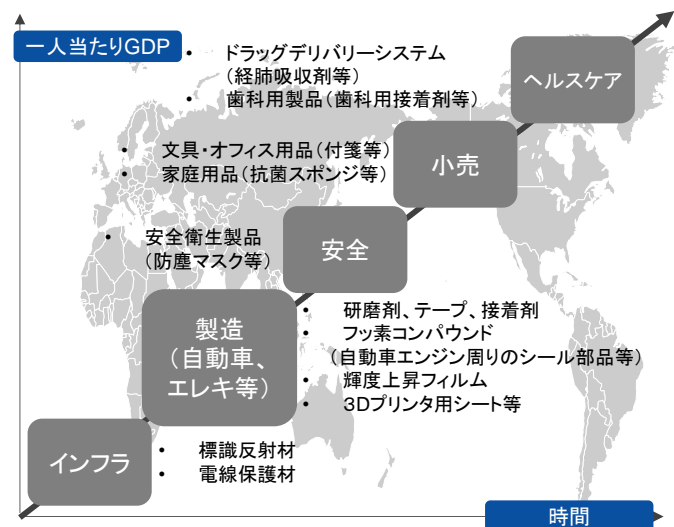 一人当たりGDP
• ドラッグデリバリーシステム
(経肺吸収剤等)
• 歯科用製品(歯科用接着剤等)
ヘルスケア
• 文具・オフィス用品(付箋等)
• 家庭用品(抗菌スポンジ等)
小売
• 安全衛生製品
(防塵マスク等)
安全
製造
(自動車、
エレキ等)
• 研磨剤、テープ、接着剤
• フッ素コンパウンド
(自動車エンジン周りのシール部品等)
• 輝度上昇フィルム
• 3Dプリンタ用シート等
インフラ
• 標識反射材
• 電線保護材
時間